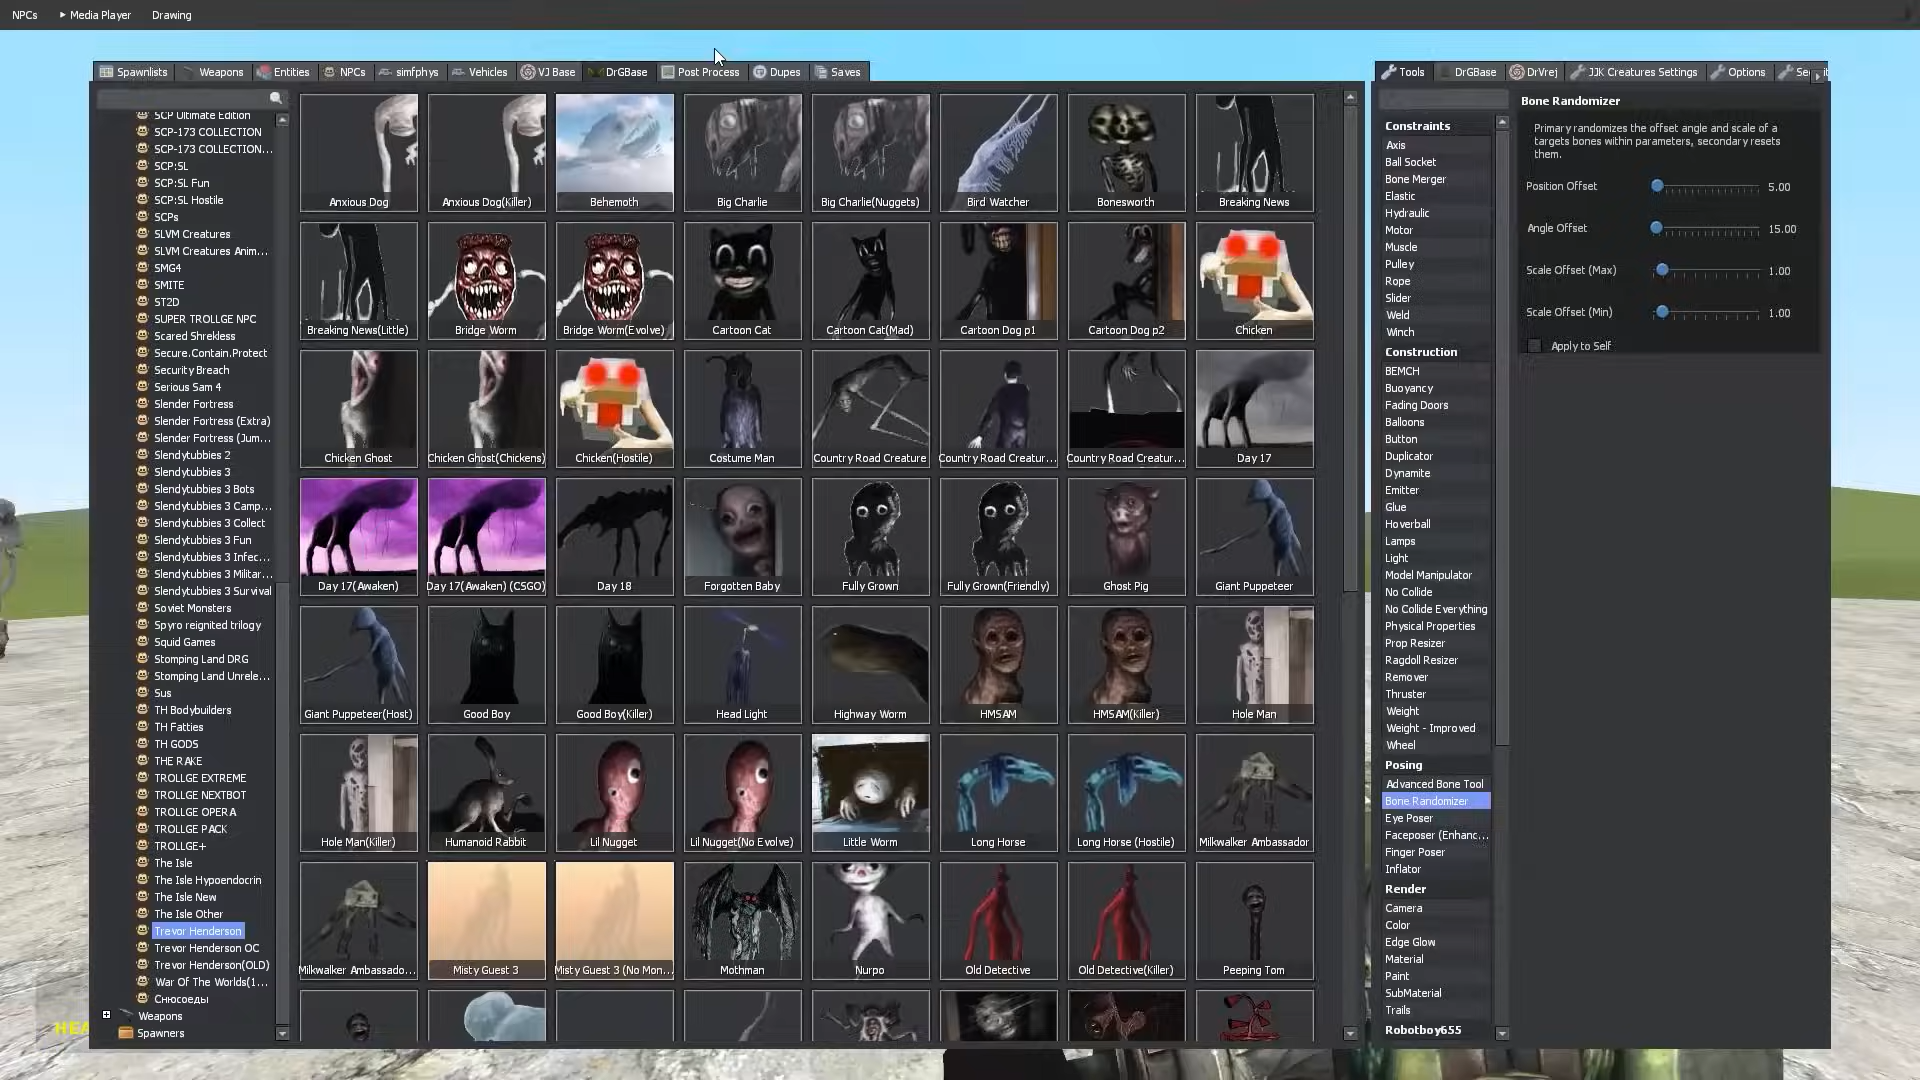 NPCs
Media Player
Drawing
Spawnlists
Weapons
Entities
NPCs
simfphys
Vehicles
VJ Base
DrGBase
Post Process
Dupes
Saves
SCP Ultimate Edition
SCP-173 COLLECTION
SCP-173 COLLECTION...
SCP:SL
SCP:SL Fun
SCP:SL Hostile
SCPs
SLVM Creatures
SLVM Creatures Anim...
SMG4
SMITE
ST2D
SUPER TROLLGE NPC
Scared Shrekless
Secure.Contain.Protect
Security Breach
Serious Sam 4
Slender Fortress
Slender Fortress (Extra)
Slender Fortress (Jum...
Slendytubbies 2
Slendytubbies 3
Slendytubbies 3 Bots
Slendytubbies 3 Camp...
Slendytubbies 3 Collect
Slendytubbies 3 Fun
Slendytubbies 3 Infec...
Slendytubbies 3 Militar...
Slendytubbies 3 Survival
Soviet Monsters
Spyro reignited trilogy
Squid Games
Stomping Land DRG
Stomping Land Unrele...
Sus
TH Bodybuilders
TH Fatties
TH GODS
THE RAKE
TROLLGE EXTREME
TROLLGE NEXTBOT
TROLLGE OPERA
TROLLGE PACK
TROLLGE+
The Isle
The Isle Hypoendocrin
The Isle New
The Isle Other
Trevor Henderson
Trevor Henderson OC
Trevor Henderson(OLD)
War Of The Worlds(1...
Снюсоеды
Weapons
Spawners
Anxious Dog
Anxious Dog(Killer)
Behemoth
Big Charlie
Big Charlie(Nuggets)
Bird Watcher
Bonesworth
Breaking News
Breaking News(Little)
Bridge Worm
Bridge Worm(Evolve)
Cartoon Cat
Cartoon Cat(Mad)
Cartoon Dog p1
Cartoon Dog p2
Chicken
Chicken Ghost
Chicken Ghost(Chickens)
Chicken(Hostile)
Costume Man
Country Road Creature
Country Road Creatur...
Country Road Creatur...
Day 17
Day 17(Awaken)
Day 17(Awaken) (CSGO)
Day 18
Forgotten Baby
Fully Grown
Fully Grown(Friendly)
Ghost Pig
Giant Puppeteer
Giant Puppeteer(Host)
Good Boy
Good Boy(Killer)
Head Light
Highway Worm
HMSAM
HMSAM(Killer)
Hole Man
Hole Man(Killer)
Humanoid Rabbit
Lil Nugget
Lil Nugget(No Evolve)
Little Worm
Long Horse
Long Horse (Hostile)
Milkwalker Ambassador
Milkwalker Ambassado...
Misty Guest 3
Misty Guest 3 (No Mon...
Mothman
Nurpo
Old Detective
Old Detective(Killer)
Peeping Tom
Tools
DrGBase
DrVrej
JJK Creatures Settings
Options
Constraints
Axis
Ball Socket
Bone Merger
Elastic
Hydraulic
Motor
Muscle
Pulley
Rope
Slider
Weld
Winch
Construction
BEMCH
Buoyancy
Fading Doors
Balloons
Button
Duplicator
Dynamite
Emitter
Glue
Hoverball
Lamps
Light
Model Manipulator
No Collide
No Collide Everything
Physical Properties
Prop Resizer
Ragdoll Resizer
Remover
Thruster
Weight
Weight - Improved
Wheel
Posing
Advanced Bone Tool
Bone Randomizer
Eye Poser
Faceposer (Enhanc...
Finger Poser
Inflator
Render
Camera
Color
Edge Glow
Material
Paint
SubMaterial
Trails
Robotboy655
Bone Randomizer
Primary randomizes the offset angle and scale of a
targets bones within parameters, secondary resets
them.
Position Offset 5.00
Angle Offset 15.00
Scale Offset (Max) 1.00
Scale Offset (Min) 1.00
Apply to Self